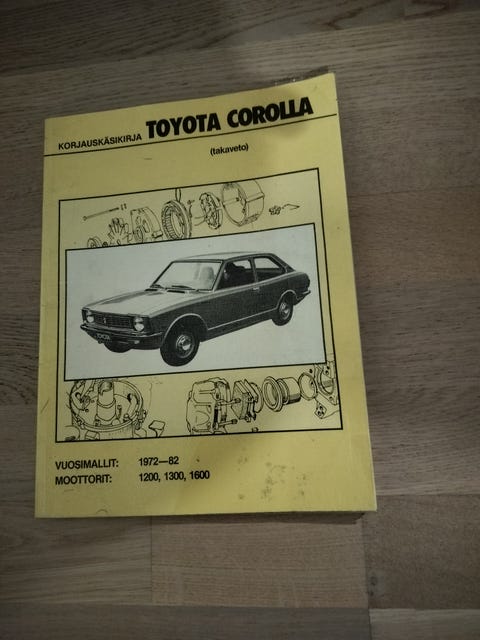 KORJAUSKÄSIKIRJA TOYOTA COROLLA
(takaveto)
VUOSIMALLIT: 1972—82
MOOTTORIT: 1200, 1300, 1600